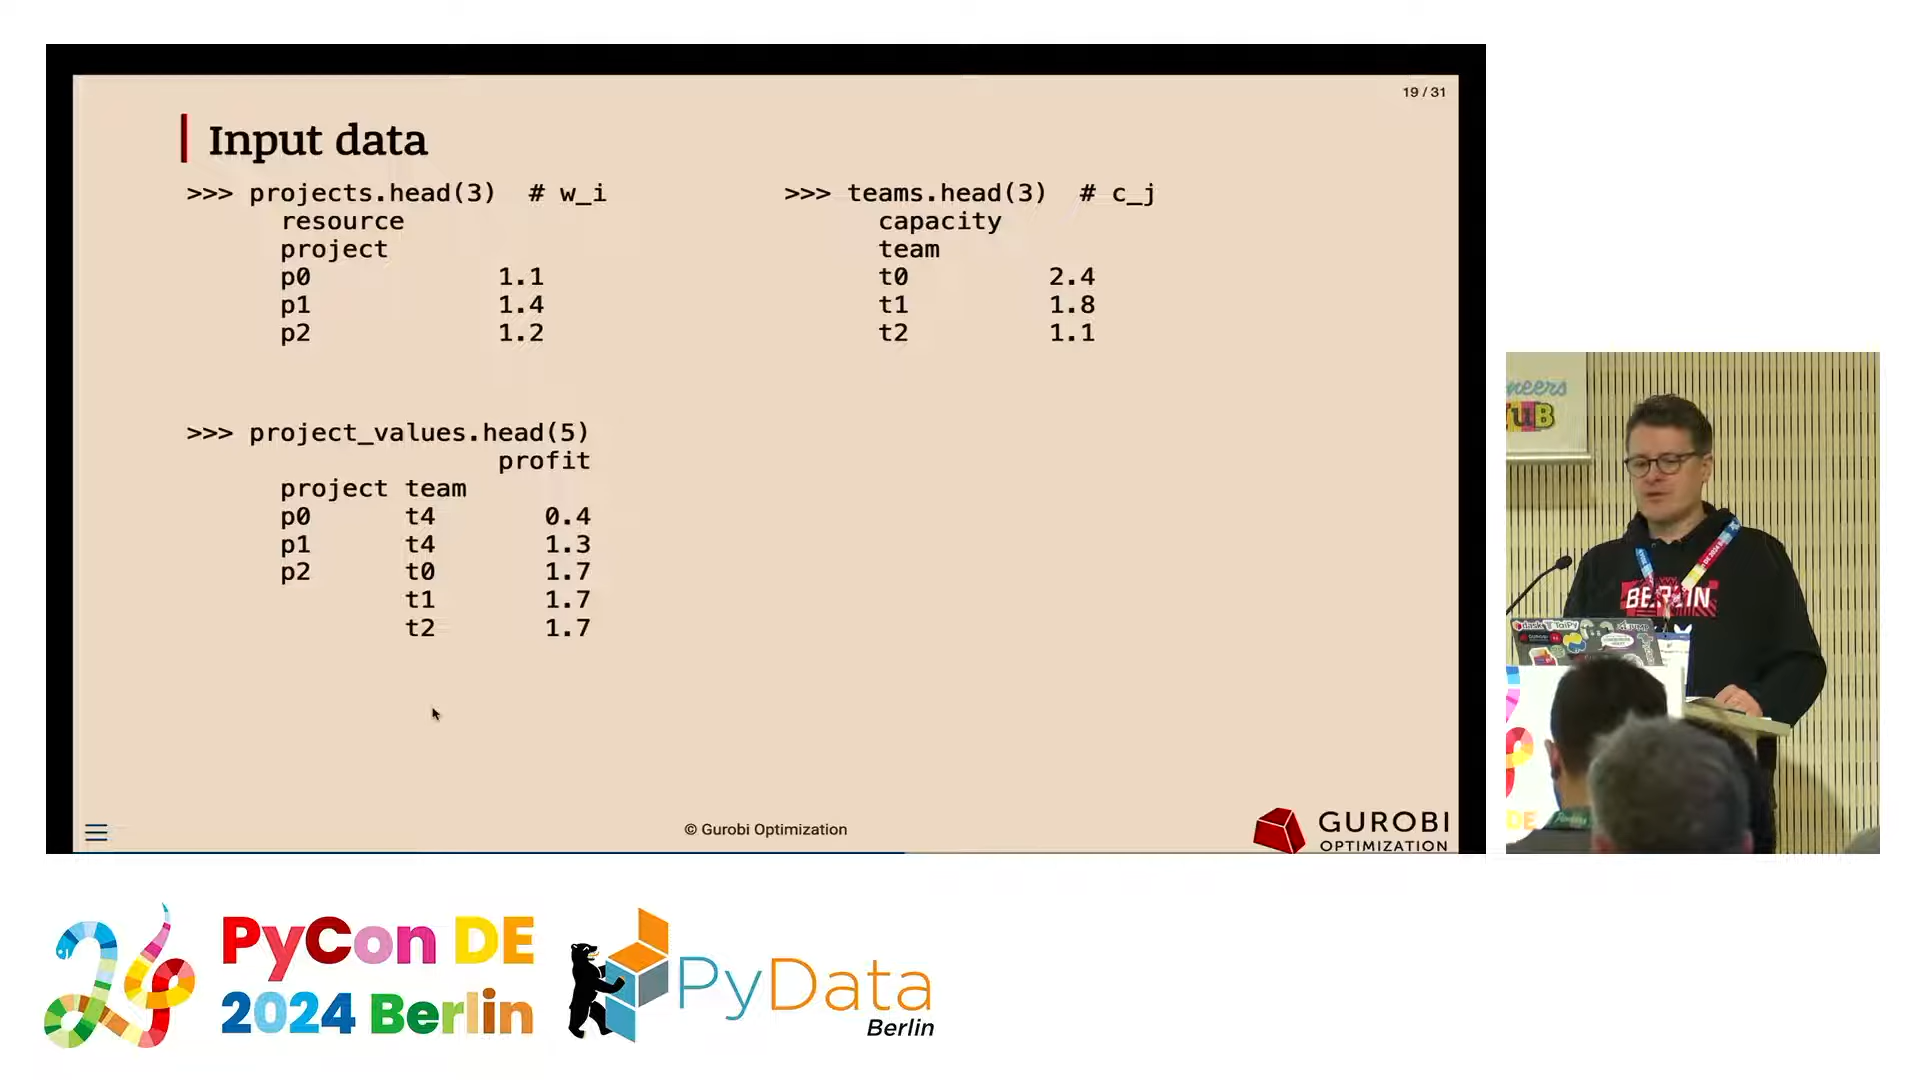 19 / 31
Input data
>>> projects.head(3)  # w_i
resource
project
p0 1.1
p1 1.4
p2 1.2
>>> teams.head(3)  # c_j
capacity
team
t0 2.4
t1 1.8
t2 1.1
>>> project_values.head(5)
profit
project team
p0 t4 0.4
p1 t4 1.3
p2 t0 1.7
t1 1.7
t2 1.7
© Gurobi Optimization
GUROBI
OPTIMIZATION
BERLIN
DE
PyCon DE
2024 Berlin
PyData
Berlin